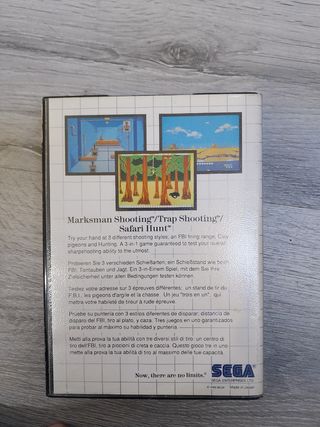 Marksman Shooting™/Trap Shooting™/
Safari Hunt™
Try your hand at 3 different shooting styles; an FBI firing range, Clay
pigeons and Hunting. A 3-in-1 game guaranteed to test your overall
sharpshooting ability to the utmost.
Probieren Sie 3 verschieden Schießarten; ein Schießstand wie beim
FBI, Tontauben und Jagd. Ein 3-in-Einem Spiel, mit dem Sie Ihre
Zielsicherheit unter allen Bedingungen testen können.
Testez votre adresse sur 3 épreuves différentes: un stand de tir du
F.B.I., les pigeons d'argile et la chasse. Un jeu "trois en un", qui
mettra votre habileté de tireur à rude épreuve.
Pruebe su puntería con 3 estilos diferentes de disparar, distancia de
disparo del FBI, tiro al plato, y caza. Tres juegos en uno garantizados
para probar al máximo su habilidad y puntería.
Metti alla prova la tua abilità con tre diversi stili di tiro: un centro di
tiro dell'FBI, tiro a piccioni di creta e caccia. Questo gioco tre in uno
mette alla prova la tua abilità di tiro al massimo delle tue capacità.
Now, there are no limits.™
SEGA®
SEGA ENTERPRISES LTD.
Made in Japan